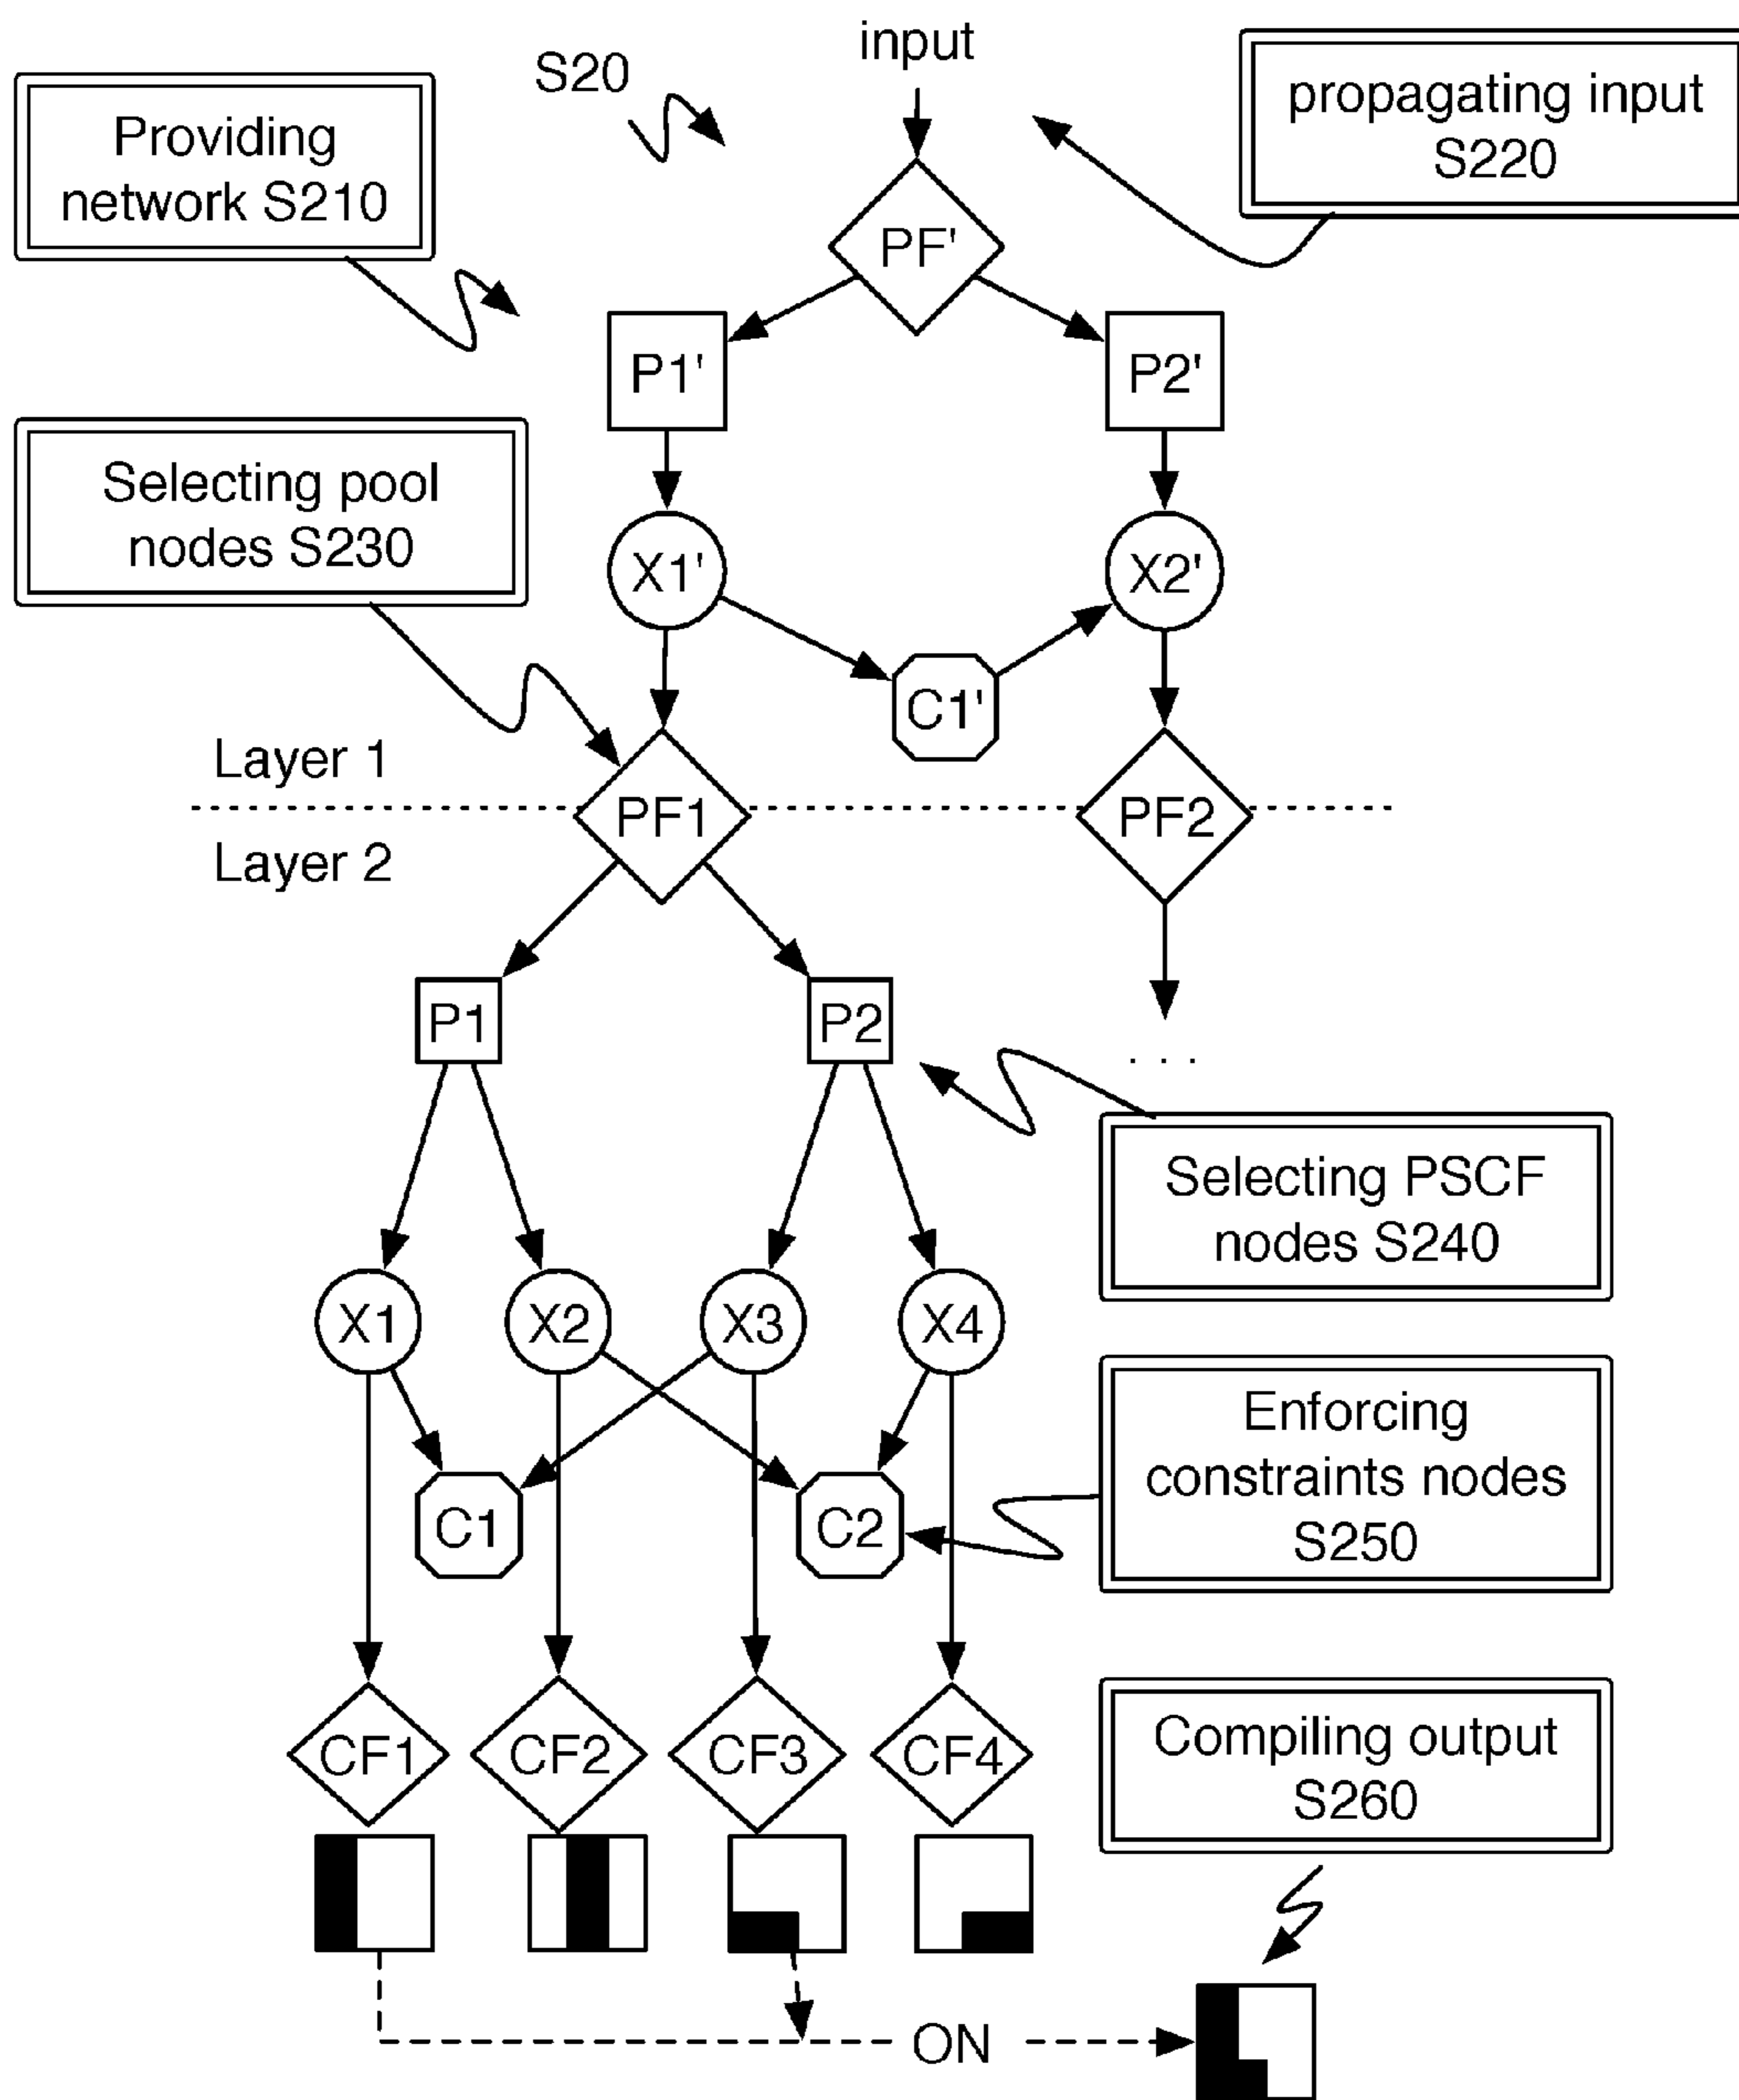 input
S20
Providing
network S210
propagating input
S220
PF'
P1'
P2'
Selecting pool
nodes S230
X1'
X2'
C1'
Layer 1
PF1
PF2
Layer 2
P1
P2
. . .
Selecting PSCF
nodes S240
X1
X2
X3
X4
Enforcing
constraints nodes
S250
C1
C2
CF1
CF2
CF3
CF4
Compiling output
S260
ON